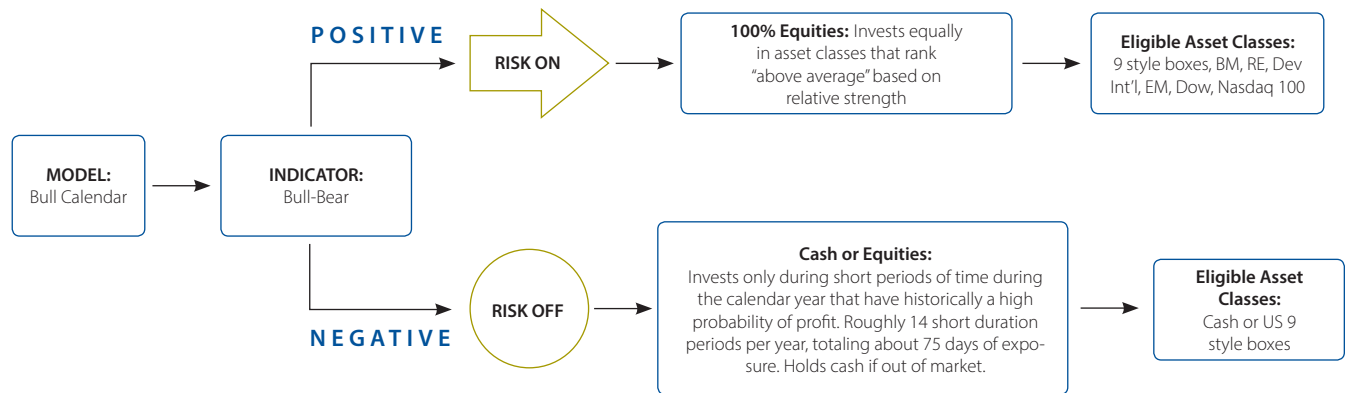 MODEL:
Bull Calendar
INDICATOR:
Bull-Bear
POSITIVE
RISK ON
100% Equities: Invests equally
in asset classes that rank
“above average” based on
relative strength
Eligible Asset Classes:
9 style boxes, BM, RE, Dev
Int’l, EM, Dow, Nasdaq 100
NEGATIVE
RISK OFF
Cash or Equities:
Invests only during short periods of time during
the calendar year that have historically a high
probability of profit. Roughly 14 short duration
periods per year, totaling about 75 days of expo-
sure. Holds cash if out of market.
Eligible Asset
Classes:
Cash or US 9
style boxes